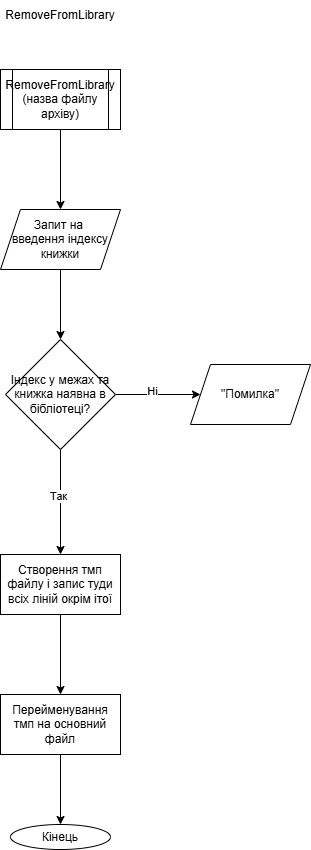 RemoveFromLibrary
RemoveFromLibrary
(назва файлу
архіву)
Запит на
введення індексу
книжки
Індекс у межах та
книжка наявна в
бібліотеці?
Ні
"Помилка"
Так
Створення тмп
файлу і запис туди
всіх ліній окрім ітої
Перейменування
тмп на основний
файл
Кінець